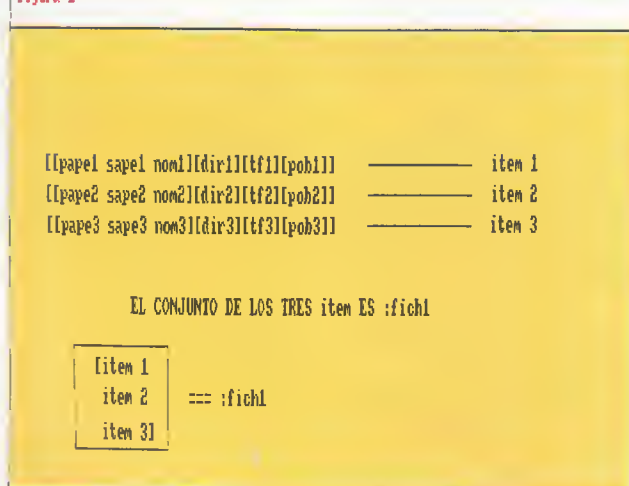 [[pape1 sape1 nom1][dir1][tf1][pob1]] item 1
[[pape2 sape2 nom2][dir2][tf2][pob2]] item 2
[[pape3 sape3 nom3][dir3][tf3][pob3]] item 3
EL CONJUNTO DE LOS TRES item ES :fich1
[item 1
item 2 === :fich1
item 3]